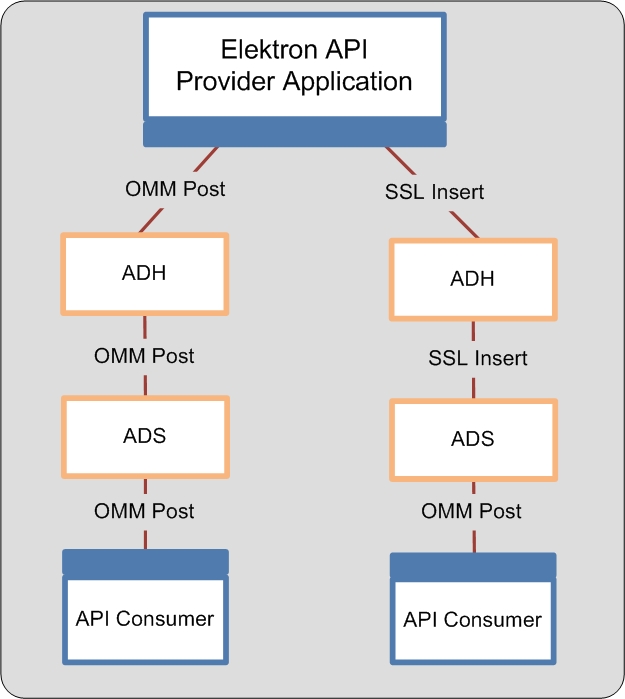 Elektron API
Provider Application
OMM Post
SSL Insert
ADH
ADH
OMM Post
SSL Insert
ADS
ADS
OMM Post
OMM Post
API Consumer
API Consumer